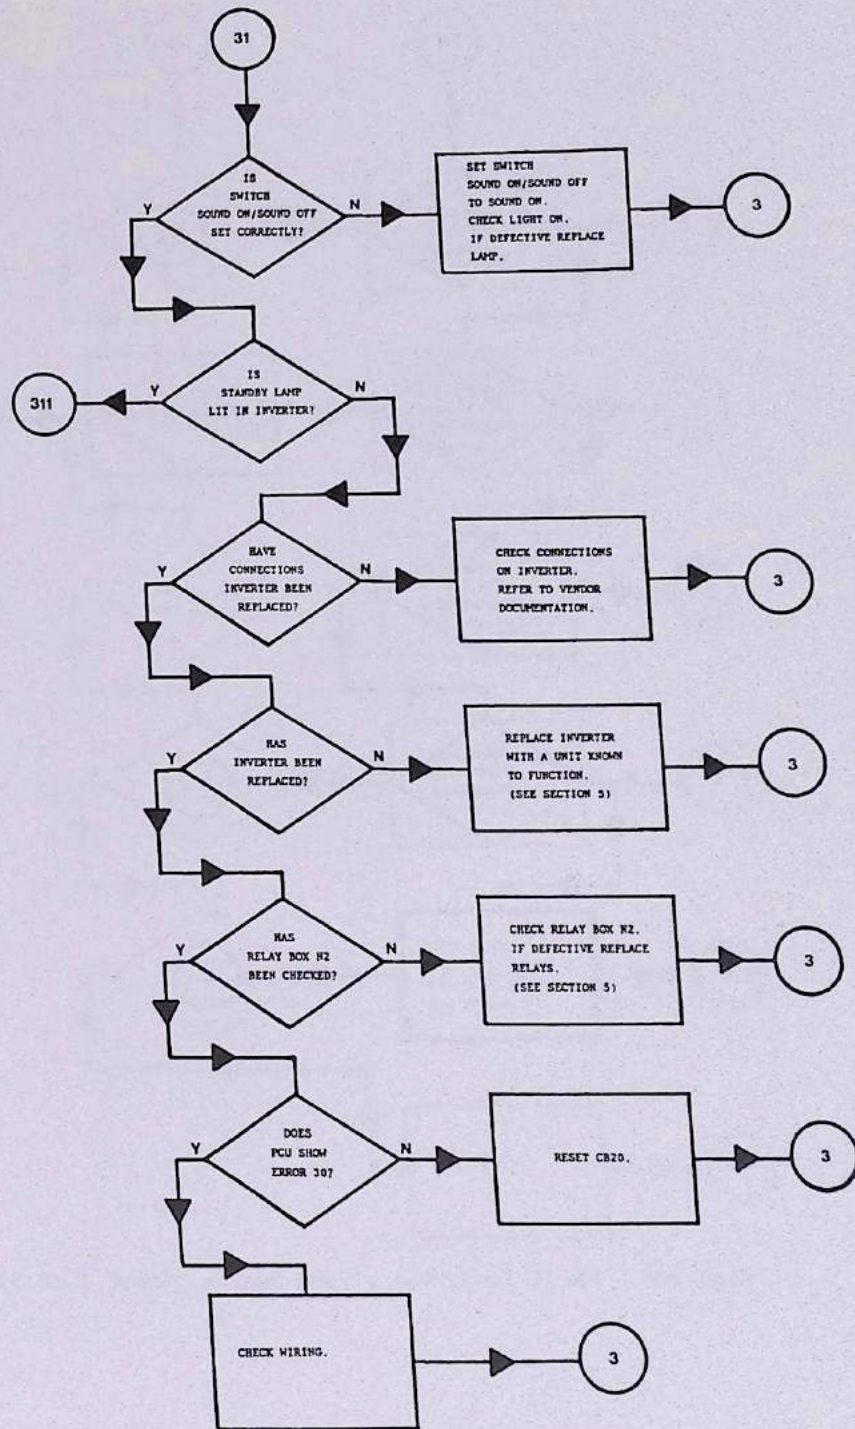 31
IS
SWITCH
SOUND ON/SOUND OFF
SET CORRECTLY?
Y
N
SET SWITCH
SOUND ON/SOUND OFF
TO SOUND ON.
CHECK LIGHT ON.
IF DEFECTIVE REPLACE
LAMP.
3
IS
STANDBY LAMP
LIT IN INVERTER?
Y
N
311
HAVE
CONNECTIONS
INVERTER BEEN
REPLACED?
Y
N
CHECK CONNECTIONS
ON INVERTER.
REFER TO VENDOR
DOCUMENTATION.
3
HAS
INVERTER BEEN
REPLACED?
Y
N
REPLACE INVERTER
WITH A UNIT KNOWN
TO FUNCTION.
(SEE SECTION 5)
3
HAS
RELAY BOX N2
BEEN CHECKED?
Y
N
CHECK RELAY BOX N2.
IF DEFECTIVE REPLACE
RELAYS.
(SEE SECTION 5)
3
DOES
PCU SHOW
ERROR 30?
Y
N
RESET CB20.
3
CHECK WIRING.
3